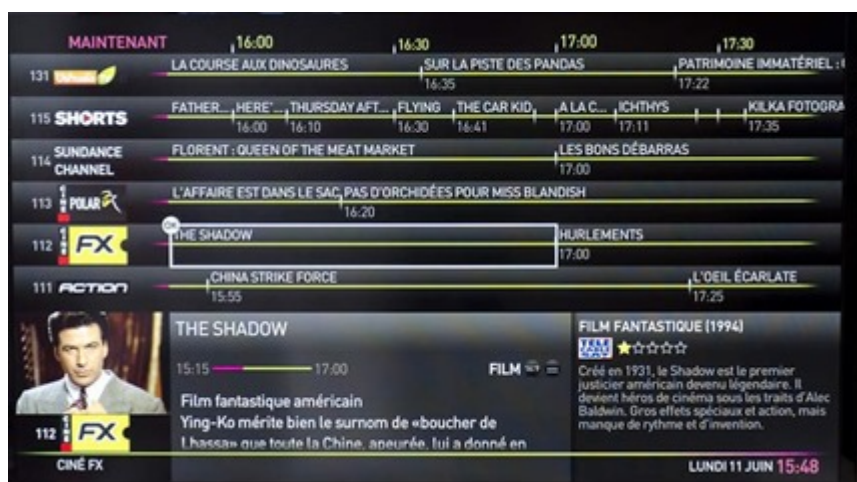 MAINTENANT 16:00 16:30 17:00 17:30
131 Ushuaïa LA COURSE AUX DINOSAURES SUR LA PISTE DES PANDAS PATRIMOINE IMMATÉRIEL :
16:35 17:22
115 SHORTS FATHER... HERE'... THURSDAY AFT... FLYING THE CAR KID A LA C... ICHTHYS KILKA FOTOGRA
16:00 16:10 16:30 16:41 17:00 17:11 17:35
114 SUNDANCE CHANNEL FLORENT : QUEEN OF THE MEAT MARKET LES BONS DÉBARRAS
17:00
113 CINE POLAR L'AFFAIRE EST DANS LE SAC PAS D'ORCHIDÉES POUR MISS BLANDISH
16:20
OK
112 CINE FX THE SHADOW HURLEMENTS
17:00
111 ACTION CHINA STRIKE FORCE L'OEIL ÉCARLATE
15:55 17:25
THE SHADOW
15:15 17:00 FILM
Film fantastique américain
Ying-Ko mérite bien le surnom de «boucher de
Lhassa» que toute la Chine, apeurée, lui a donné en
FILM FANTASTIQUE (1994)
TELE CABLE SAT
Créé en 1931, le Shadow est le premier
justicier américain devenu légendaire. Il
devient héros de cinéma sous les traits d'Alec
Baldwin. Gros effets spéciaux et action, mais
manque de rythme et d'invention.
112 CINE FX
CINÉ FX
LUNDI 11 JUIN 15:48